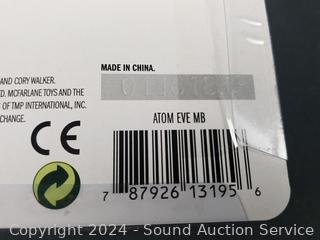 MADE IN CHINA.
AND CORY WALKER.
ED. MCFARLANE TOYS AND THE
S OF TMP INTERNATIONAL, INC.
CHANGE.
ATOM EVE MB
CE
7 87926 13195 6
Copyright 2024 - Sound Auction Service